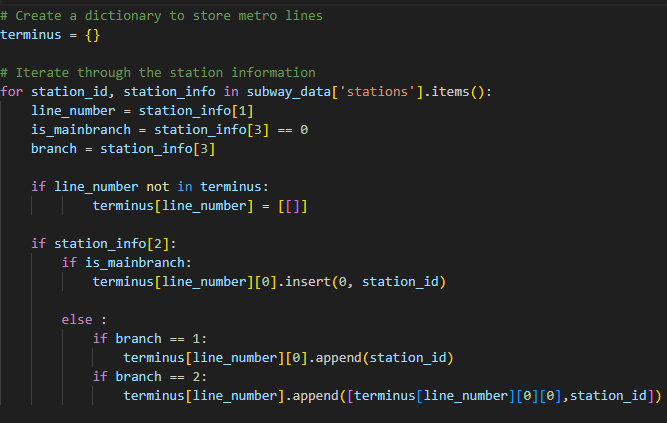 # Create a dictionary to store metro lines
terminus = {}

# Iterate through the station information
for station_id, station_info in subway_data['stations'].items():
    line_number = station_info[1]
    is_mainbranch = station_info[3] == 0
    branch = station_info[3]

    if line_number not in terminus:
            terminus[line_number] = [[]]

    if station_info[2]:
        if is_mainbranch:
            terminus[line_number][0].insert(0, station_id)

        else :
            if branch == 1:
                terminus[line_number][0].append(station_id)
            if branch == 2:
                terminus[line_number].append([terminus[line_number][0][0],station_id])